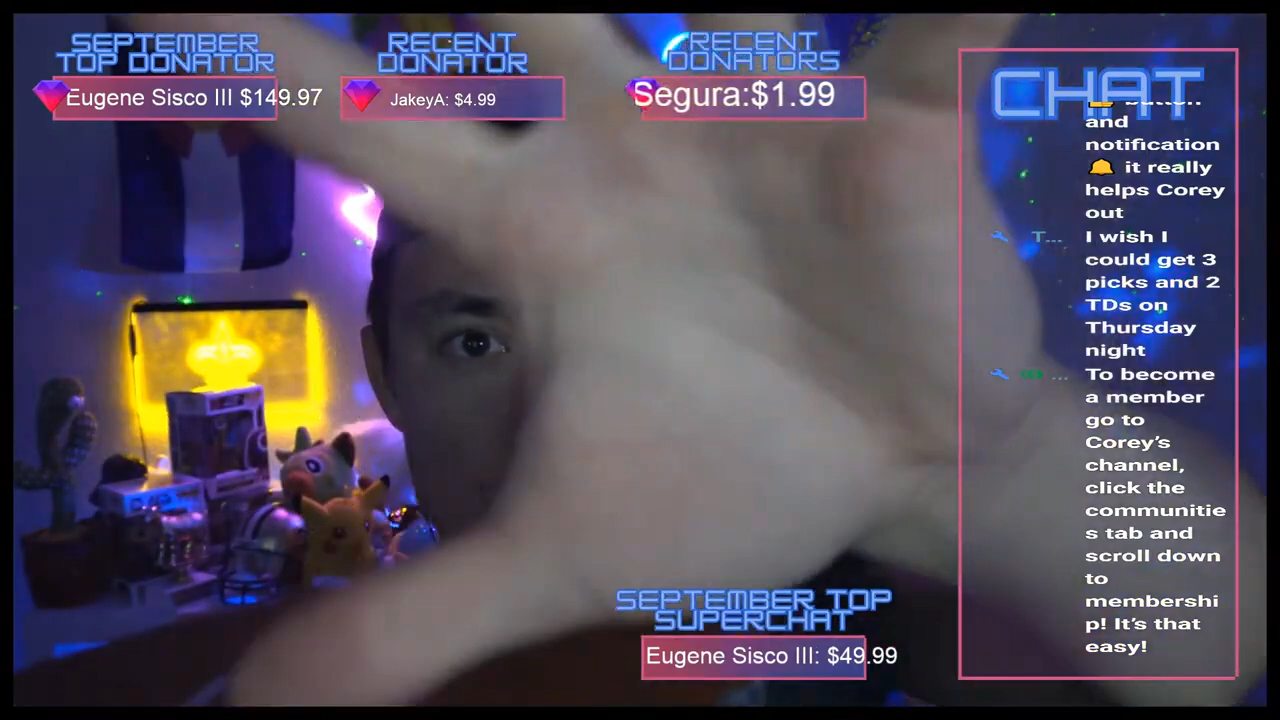 SEPTEMBER
TOP DONATOR
Eugene Sisco III $149.97
RECENT
DONATOR
JakeyA: $4.99
RECENT
DONATORS
Segura:$1.99
CHAT
button
and
notification
🔔 it really
helps Corey
out
T... I wish I
could get 3
picks and 2
TDs on
Thursday
night
... To become
a member
go to
Corey's
channel,
click the
communitie
s tab and
scroll down
to
membershi
p! It's that
easy!
SEPTEMBER TOP
SUPERCHAT
Eugene Sisco III: $49.99